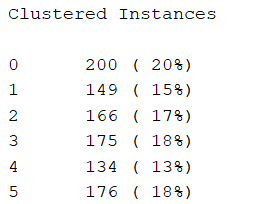 Clustered Instances
0 200 ( 20%)
1 149 ( 15%)
2 166 ( 17%)
3 175 ( 18%)
4 134 ( 13%)
5 176 ( 18%)